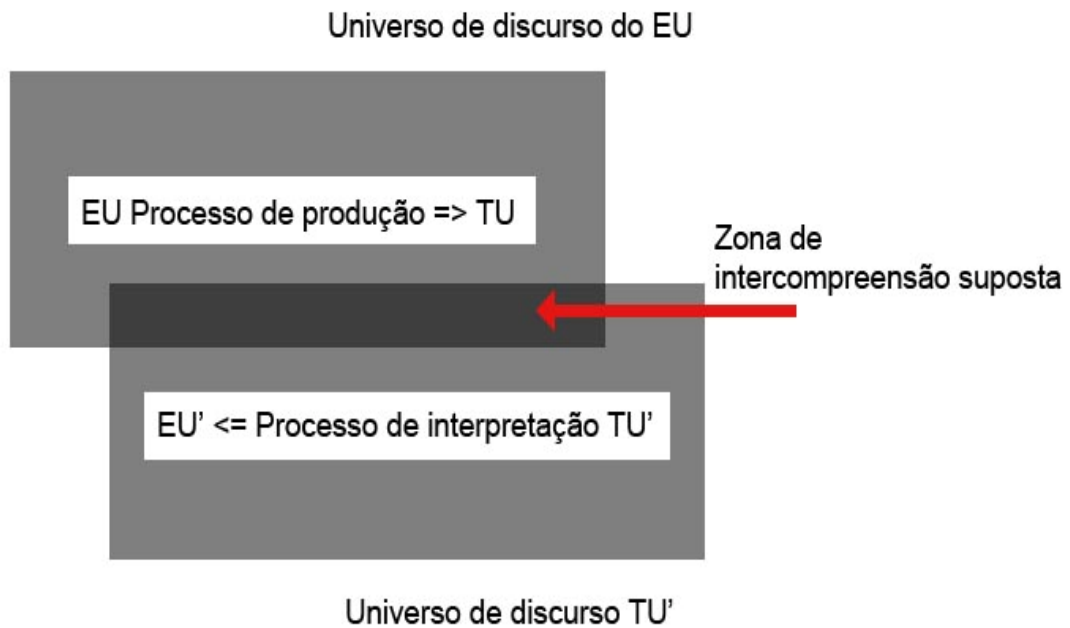 Universo de discurso do EU
EU Processo de produção => TU
Zona de
intercompreensão suposta
EU’ <= Processo de interpretação TU’
Universo de discurso TU’